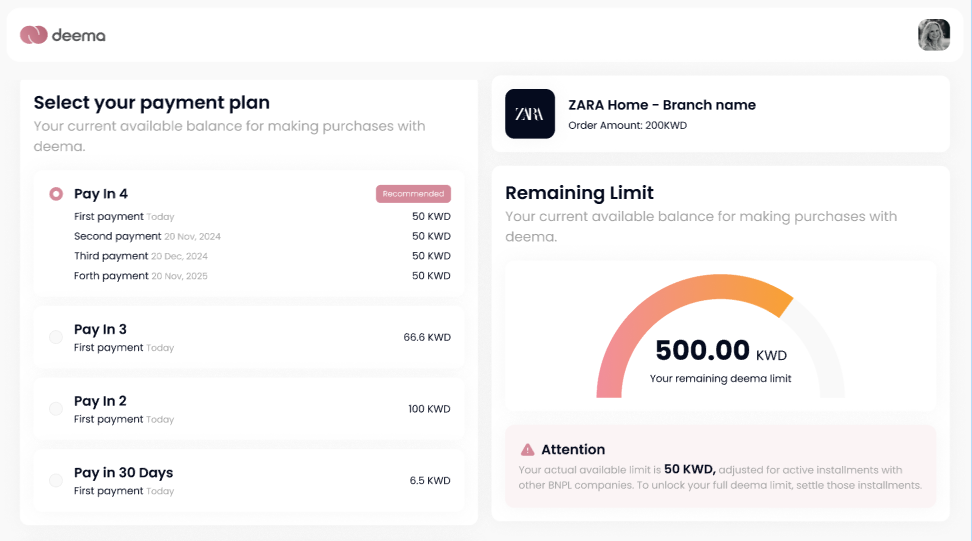 deema
Select your payment plan
Your current available balance for making purchases with
deema.
Pay In 4
Recommended
First payment Today 50 KWD
Second payment 20 Nov, 2024 50 KWD
Third payment 20 Dec, 2024 50 KWD
Forth payment 20 Nov, 2025 50 KWD
Pay In 3
First payment Today
66.6 KWD
Pay In 2
First payment Today
100 KWD
Pay in 30 Days
First payment Today
6.5 KWD
ZARA
ZARA Home - Branch name
Order Amount: 200KWD
Remaining Limit
Your current available balance for making purchases with
deema.
500.00 KWD
Your remaining deema limit
Attention
Your actual available limit is 50 KWD, adjusted for active installments with
other BNPL companies. To unlock your full deema limit, settle those installments.